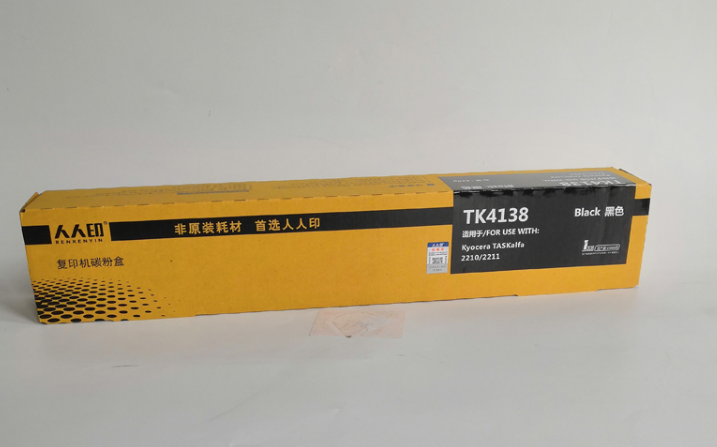 人人印
RENRENYIN
复印机碳粉盒
非原装耗材 首选人人印
TK4138
TK4138
Black 黑色
适用于/FOR USE WITH:
Kyocera TASKalfa
2210/2211